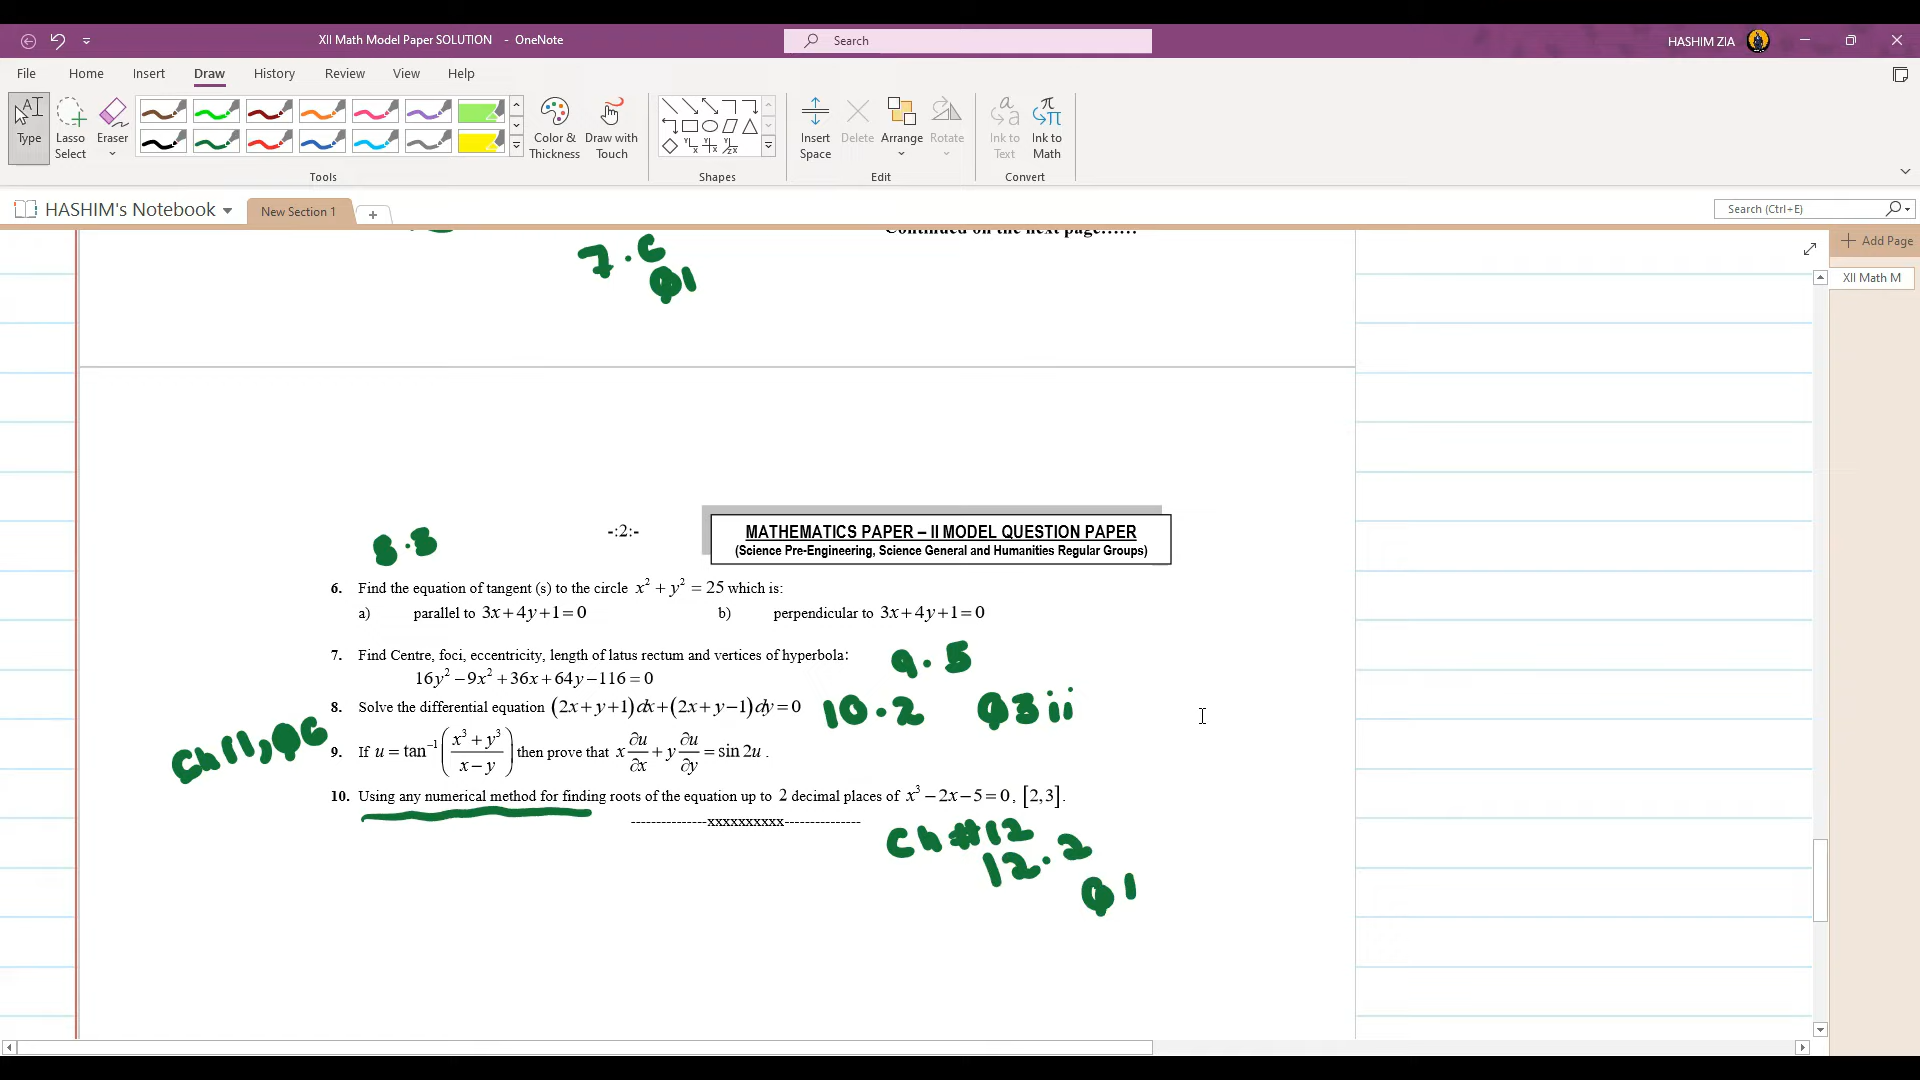 XII Math Model Paper SOLUTION - OneNote
Search
HASHIM ZIA
File Home Insert Draw History Review View Help
Type
Lasso Select
Eraser
Color & Thickness
Draw with Touch
Insert Space
Delete
Arrange
Rotate
Ink to Text
Ink to Math
Tools
Shapes
Edit
Convert
HASHIM's Notebook
New Section 1
Search (Ctrl+E)
Add Page
XII Math M
Continued on the next page......
7.6
Q1
-:2:-
MATHEMATICS PAPER – II MODEL QUESTION PAPER
(Science Pre-Engineering, Science General and Humanities Regular Groups)
6. Find the equation of tangent (s) to the circle x² + y² = 25 which is:
a) parallel to 3x+4y+1=0 b) perpendicular to 3x+4y+1=0
7. Find Centre, foci, eccentricity, length of latus rectum and vertices of hyperbola:
9.5
16y² −9x² +36x+64y−116=0
8. Solve the differential equation (2x+y+1)dx+(2x+y−1)dy=0
10.2 Q3ii
Ch11, Q6
9. If u = tan⁻¹((x³+y³)/(x−y)) then prove that x ∂u/∂x + y ∂u/∂y = sin 2u .
10. Using any numerical method for finding roots of the equation up to 2 decimal places of x³ −2x−5=0, [2,3].
---------------xxxxxxxxxx---------------
Ch#12
12.2
Q1